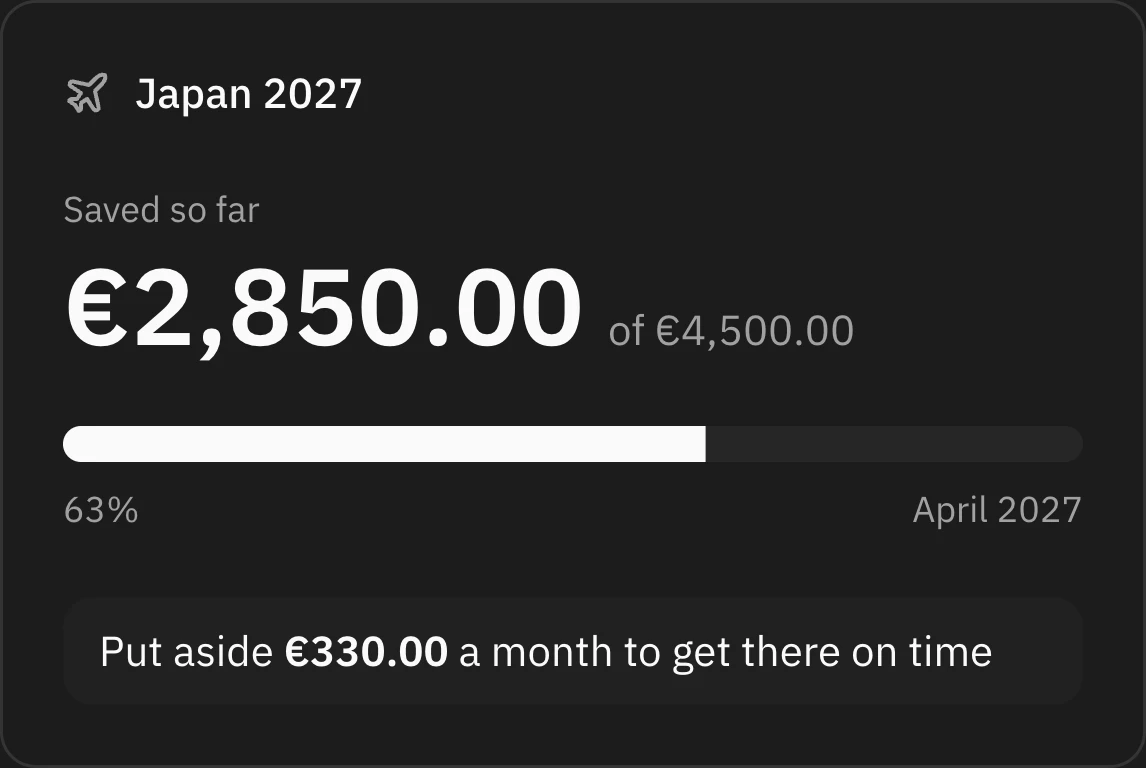 Japan 2027
Saved so far
€2,850.00 of €4,500.00
63% April 2027
Put aside €330.00 a month to get there on time